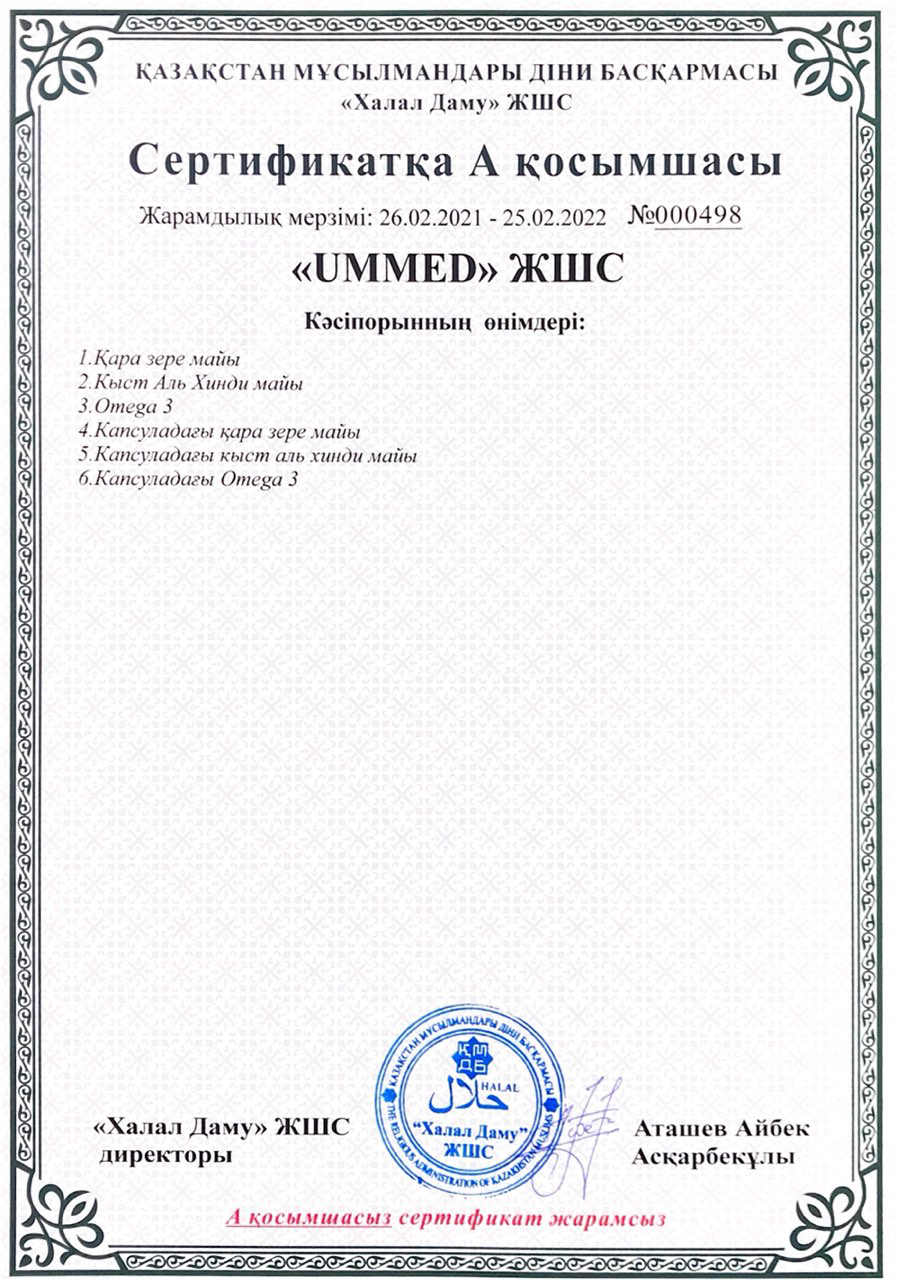 ҚАЗАҚСТАН МҰСЫЛМАНДАРЫ ДІНИ БАСҚАРМАСЫ
«Халал Даму» ЖШС
Сертификатқа А қосымшасы
Жарамдылық мерзімі: 26.02.2021 - 25.02.2022 №000498
«UMMED» ЖШС
Кәсіпорынның өнімдері:
1.Қара зере майы
2.Кыст Аль Хинди майы
3.Omega 3
4.Капсуладағы қара зере майы
5.Капсуладағы кыст аль хинди майы
6.Капсуладағы Omega 3
ҚАЗАҚСТАН МҰСЫЛМАНДАРЫ ДІНИ БАСҚАРМАСЫ
ҚМ
ДБ
HALAL
حلال
"Халал Даму"
ЖШС
THE RELIGIOUS ADMINISTRATION OF KAZAKHSTAN MUSLIMS
«Халал Даму» ЖШС
директоры
Аташев Айбек
Асқарбекұлы
А қосымшасыз сертификат жарамсыз